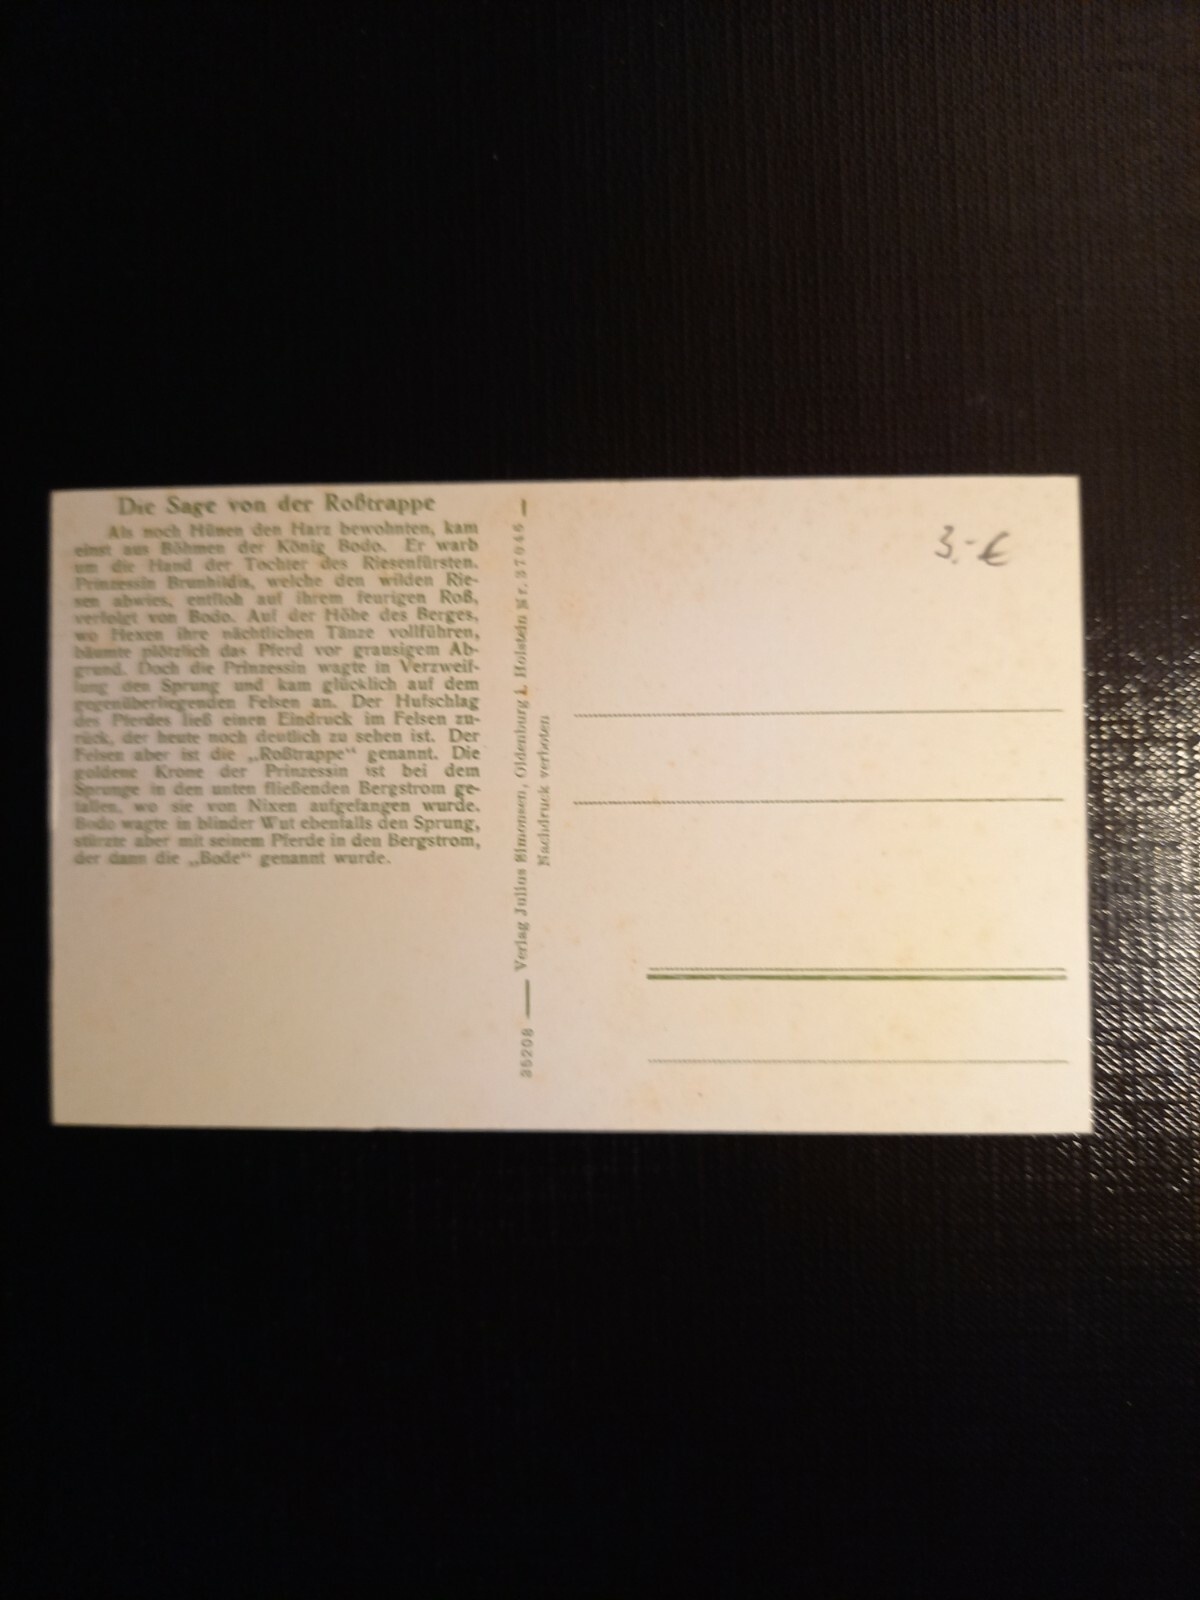 Die Sage von der Roßtrappe
Als noch Hünen den Harz bewohnten, kam
einst aus Böhmen der König Bodo. Er warb
um die Hand der Tochter des Riesenfürsten.
Prinzessin Brunhildis, welche den wilden Rie-
sen abwies, entfloh auf ihrem feurigen Roß,
verfolgt von Bodo. Auf der Höhe des Berges,
wo Hexen ihre nächtlichen Tänze vollführen,
bäumte plötzlich das Pferd vor grausigem Ab-
grund. Doch die Prinzessin wagte in Verzweif-
lung den Sprung und kam glücklich auf dem
gegenüberliegenden Felsen an. Der Hufschlag
des Pferdes ließ einen Eindruck im Felsen zu-
rück, der heute noch deutlich zu sehen ist. Der
Felsen aber ist die „Roßtrappe“ genannt. Die
goldene Krone der Prinzessin ist bei dem
Sprunge in den unten fließenden Bergstrom ge-
fallen, wo sie von Nixen aufgefangen wurde.
Bodo wagte in blinder Wut ebenfalls den Sprung,
stürzte aber mit seinem Pferde in den Bergstrom,
der dann die „Bode“ genannt wurde.
35208 — Verlag Julius Simonsen, Oldenburg i. Holstein Nr. 37046 —
Nachdruck verboten
3.- €